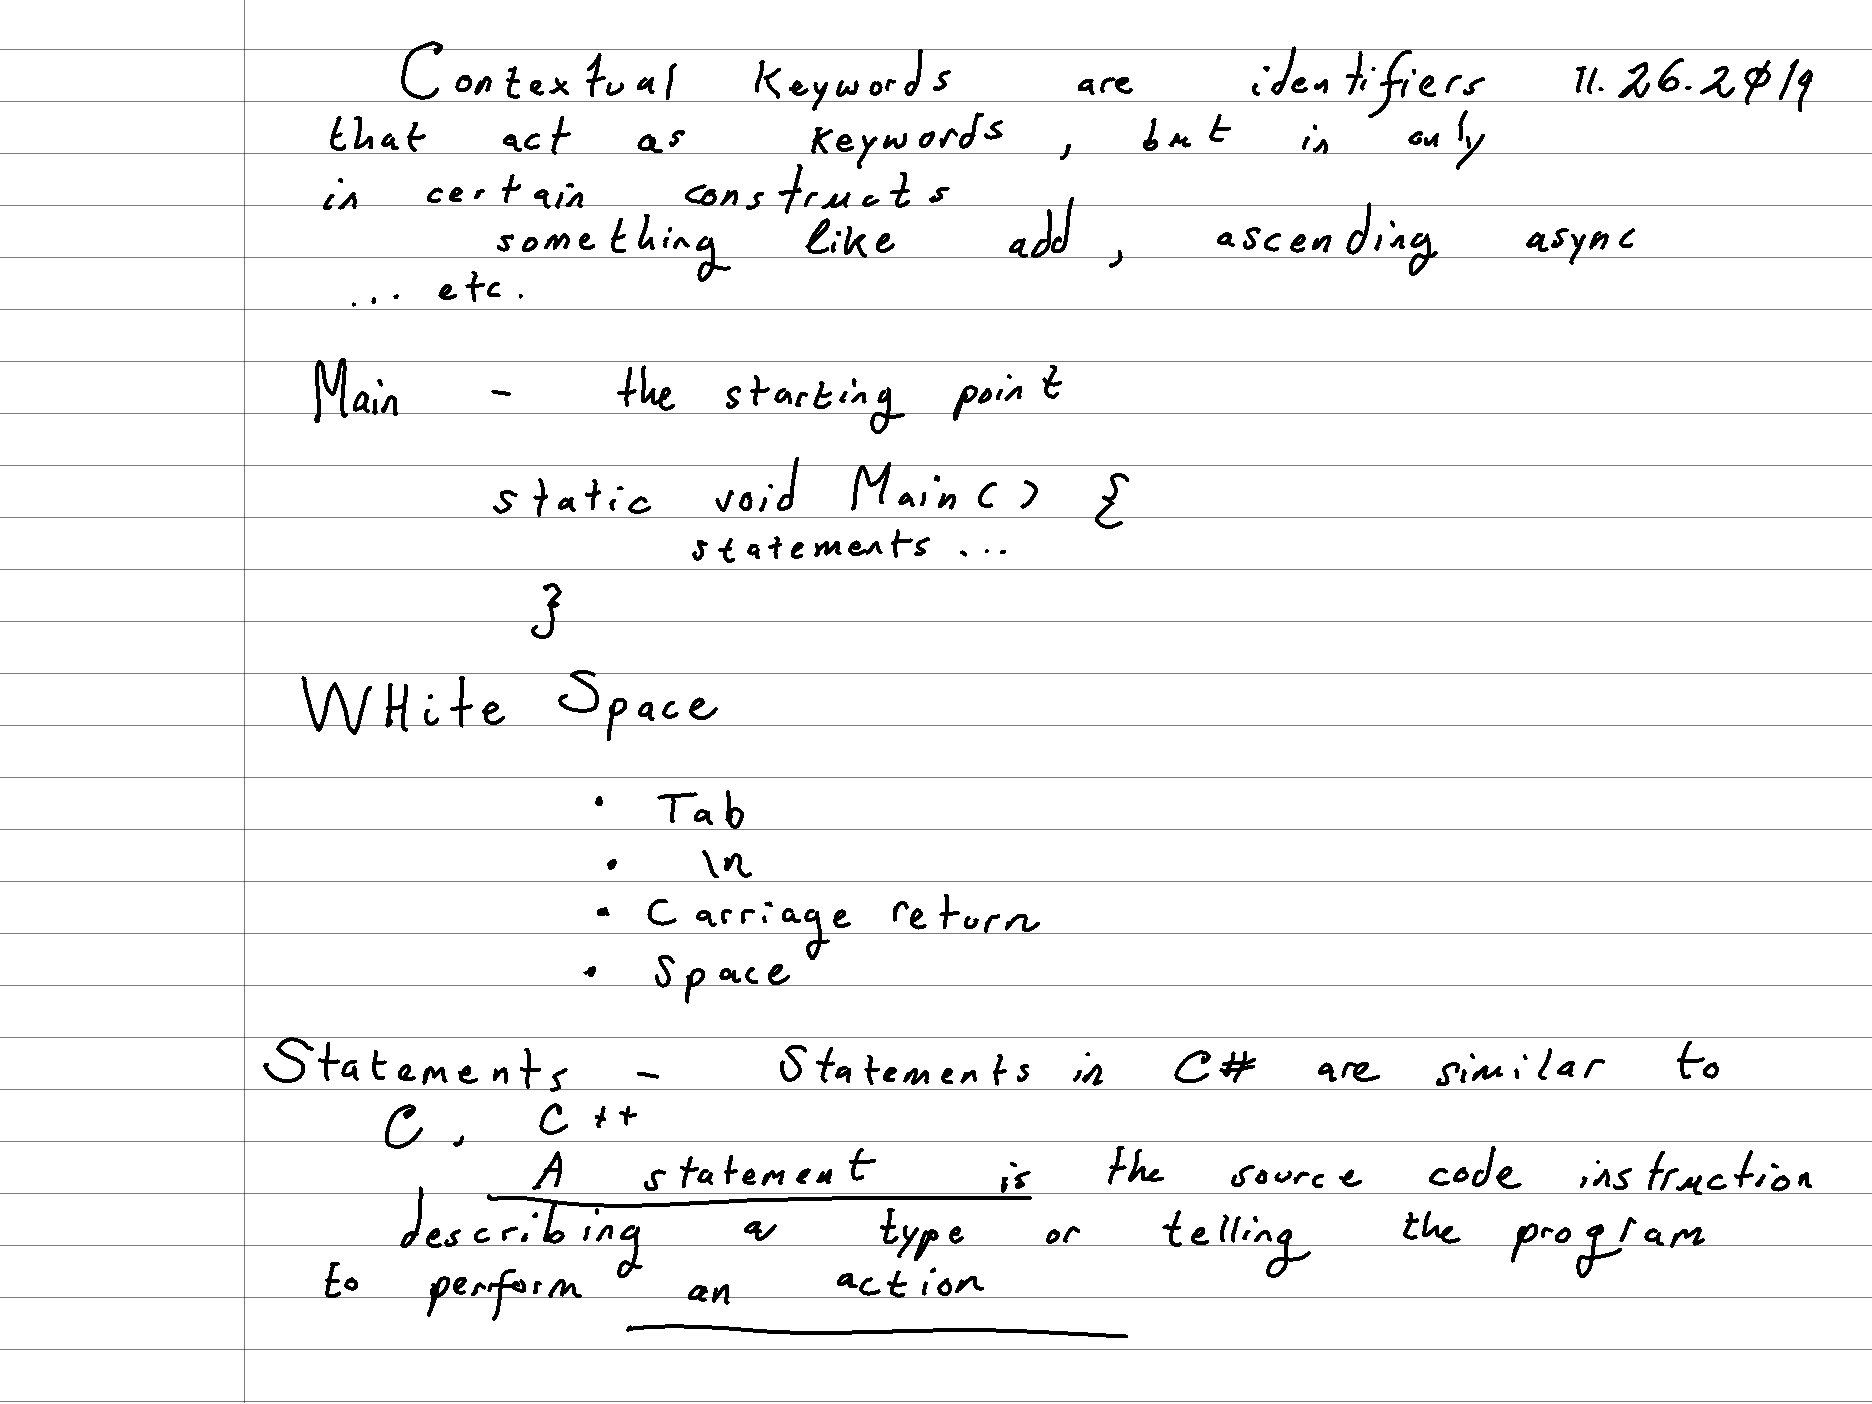 Contextual Keywords are identifiers 11.26.2019
that act as keywords, but in only
in certain constructs
something like add, ascending async
... etc.
Main - the starting point
static void Main() {
statements ...
}
WHite Space
• Tab
• \n
• Carriage return
• Space
Statements - Statements in C# are similar to
C, C++
A statement is the source code instruction
describing a type or telling the program
to perform an action